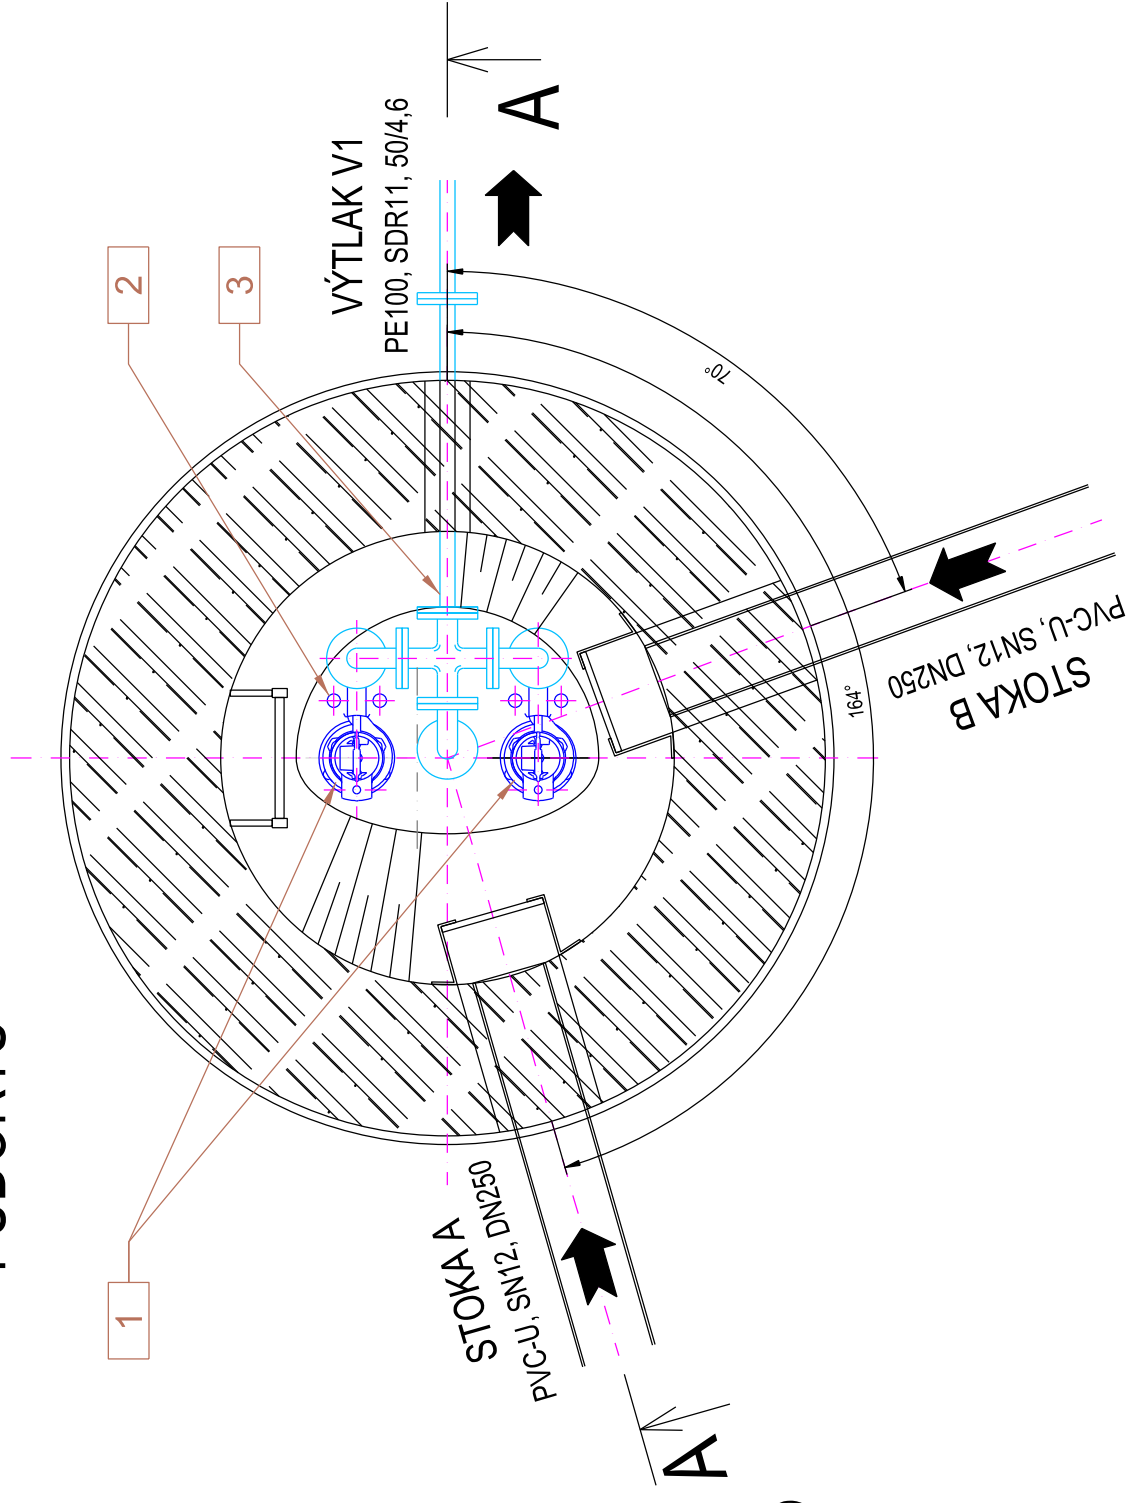 2
3
VÝTLAK V1
PE100, SDR11, 50/4,6
A
70°
164°
STOKA B
PVC-U, SN12, DN250
STOKA A
PVC-U, SN12, DN250
1
A